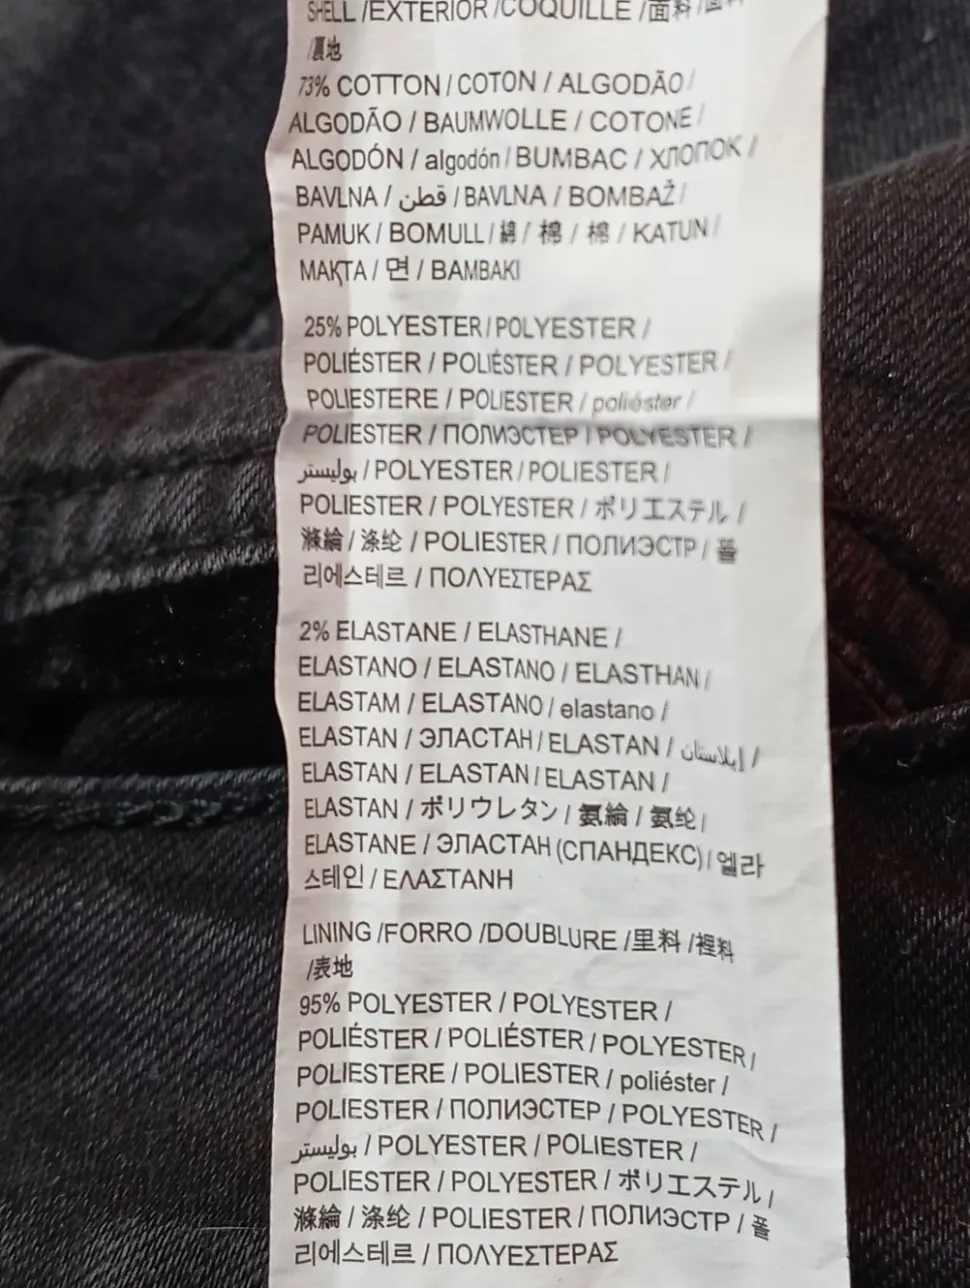 SHELL /EXTERIOR /COQUILLE /面料 /面料
/裏地
73% COTTON / COTON / ALGODÃO /
ALGODÃO / BAUMWOLLE / COTONE /
ALGODÓN / algodón / BUMBAC / ХЛОПОК /
BAVLNA / قطن / BAVLNA / BOMBAŽ /
PAMUK / BOMULL / 綿 / 棉 / 棉 / KATUN /
МАҚТА / 면 / BAMBAKI
25% POLYESTER / POLYESTER /
POLIÉSTER / POLIÉSTER / POLYESTER /
POLIESTERE / POLIESTER / poliéster /
POLIESTER / ПОЛИЭСТЕР / POLYESTER /
بوليستر / POLYESTER / POLIESTER /
POLIESTER / POLYESTER / ポリエステル /
滌綸 / 涤纶 / POLIESTER / ПОЛИЭСТР / 폴
리에스테르 / ΠΟΛΥΕΣΤΕΡΑΣ
2% ELASTANE / ELASTHANE /
ELASTANO / ELASTANO / ELASTHAN /
ELASTAM / ELASTANO / elastano /
ELASTAN / ЭЛАСТАН / ELASTAN / إيلاستان /
ELASTAN / ELASTAN / ELASTAN /
ELASTAN / ポリウレタン / 氨綸 / 氨纶 /
ELASTANE / ЭЛАСТАН (СПАНДЕКС) / 엘라
스테인 / ΕΛΑΣΤΑΝΗ
LINING /FORRO /DOUBLURE /里料 /裡料
/表地
95% POLYESTER / POLYESTER /
POLIÉSTER / POLIÉSTER / POLYESTER /
POLIESTERE / POLIESTER / poliéster /
POLIESTER / ПОЛИЭСТЕР / POLYESTER /
بوليستر / POLYESTER / POLIESTER /
POLIESTER / POLYESTER / ポリエステル /
滌綸 / 涤纶 / POLIESTER / ПОЛИЭСТР / 폴
리에스테르 / ΠΟΛΥΕΣΤΕΡΑΣ